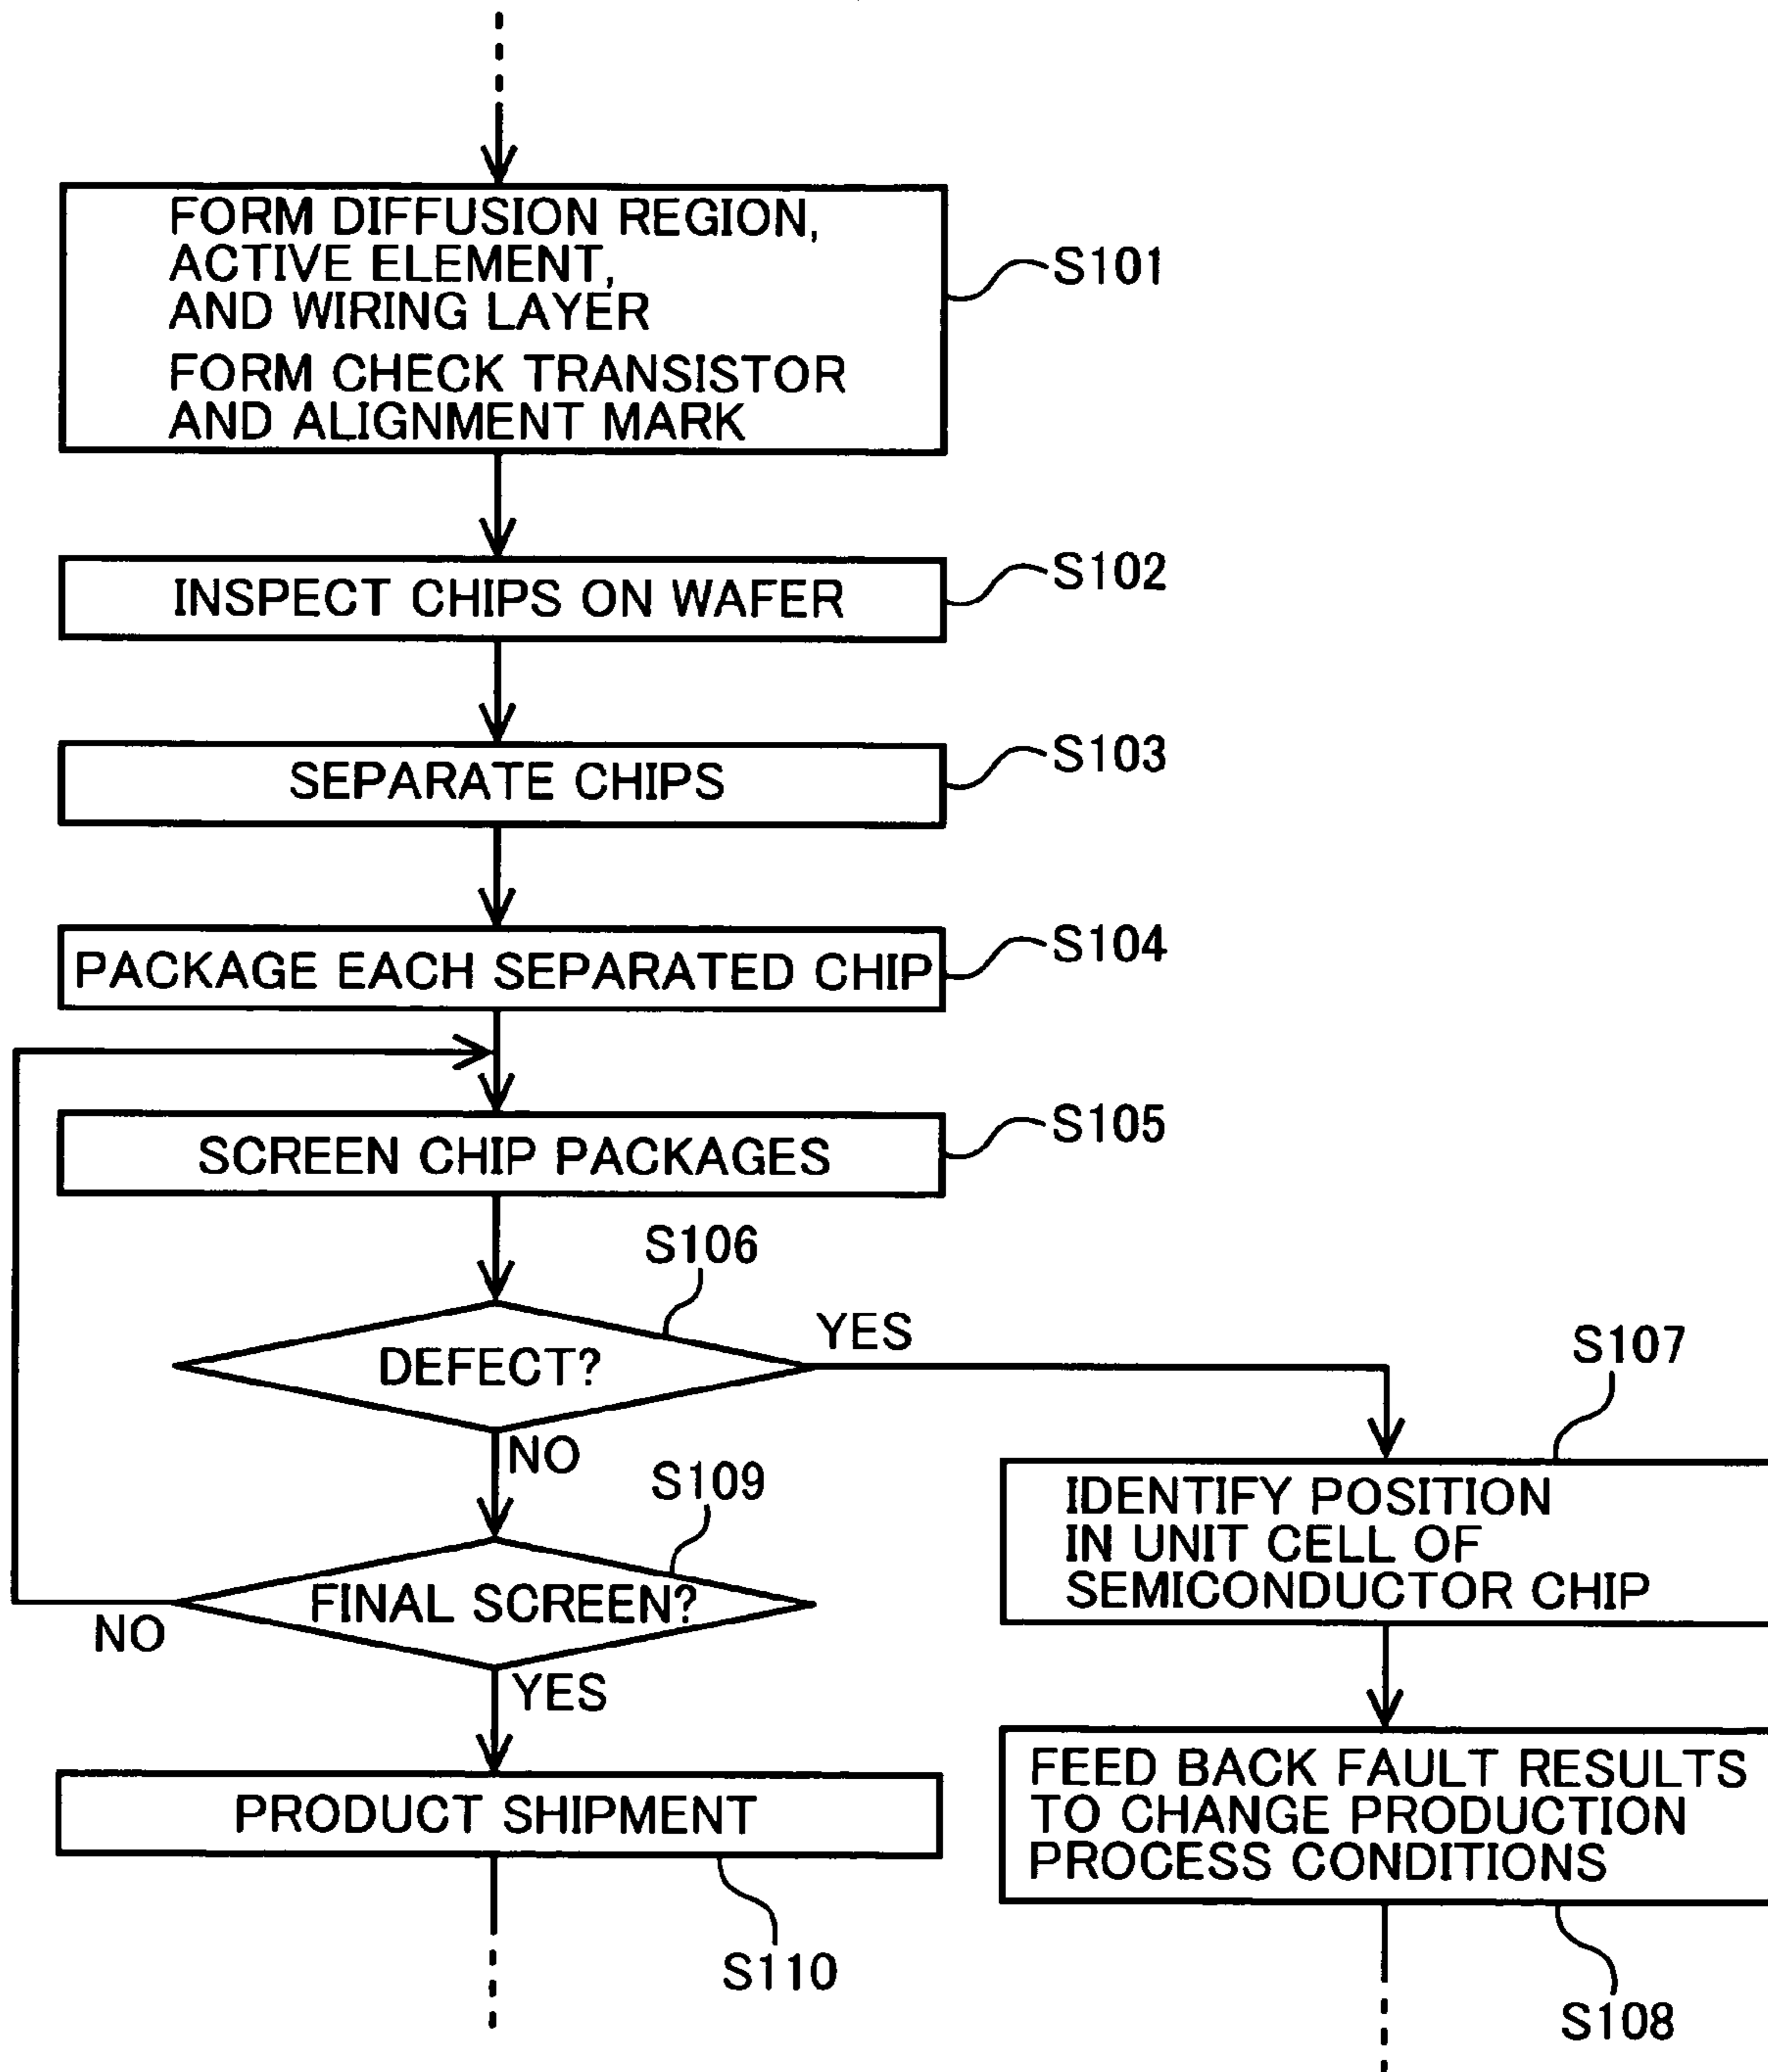 FORM DIFFUSION REGION,
ACTIVE ELEMENT,
AND WIRING LAYER
FORM CHECK TRANSISTOR
AND ALIGNMENT MARK
S101
INSPECT CHIPS ON WAFER
S102
SEPARATE CHIPS
S103
PACKAGE EACH SEPARATED CHIP
S104
SCREEN CHIP PACKAGES
S105
S106
DEFECT?
YES
NO
S107
IDENTIFY POSITION
IN UNIT CELL OF
SEMICONDUCTOR CHIP
S109
FINAL SCREEN?
NO
YES
FEED BACK FAULT RESULTS
TO CHANGE PRODUCTION
PROCESS CONDITIONS
S108
PRODUCT SHIPMENT
S110